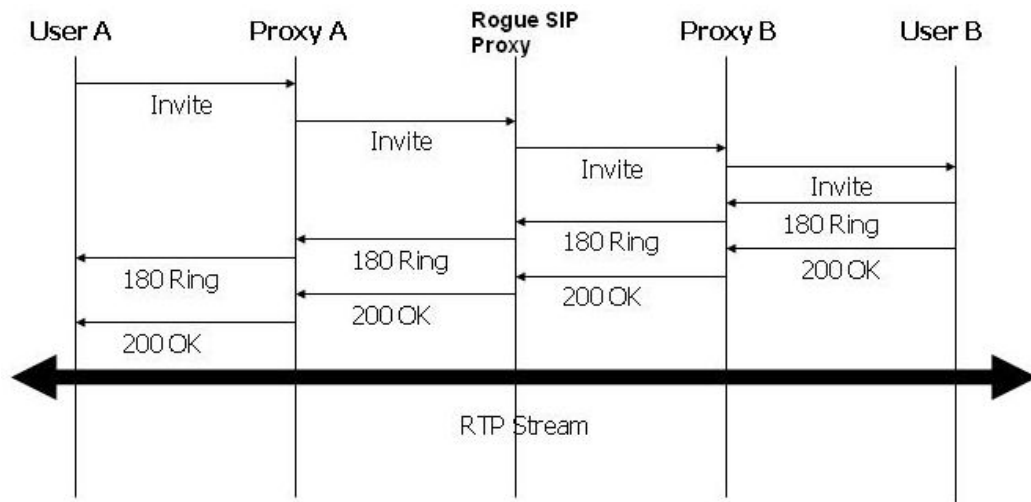 User A
Proxy A
Rogue SIP
Proxy
Proxy B
User B
Invite
Invite
Invite
Invite
180 Ring
180 Ring
180 Ring
180 Ring
200 OK
200 OK
200 OK
200 OK
RTP Stream